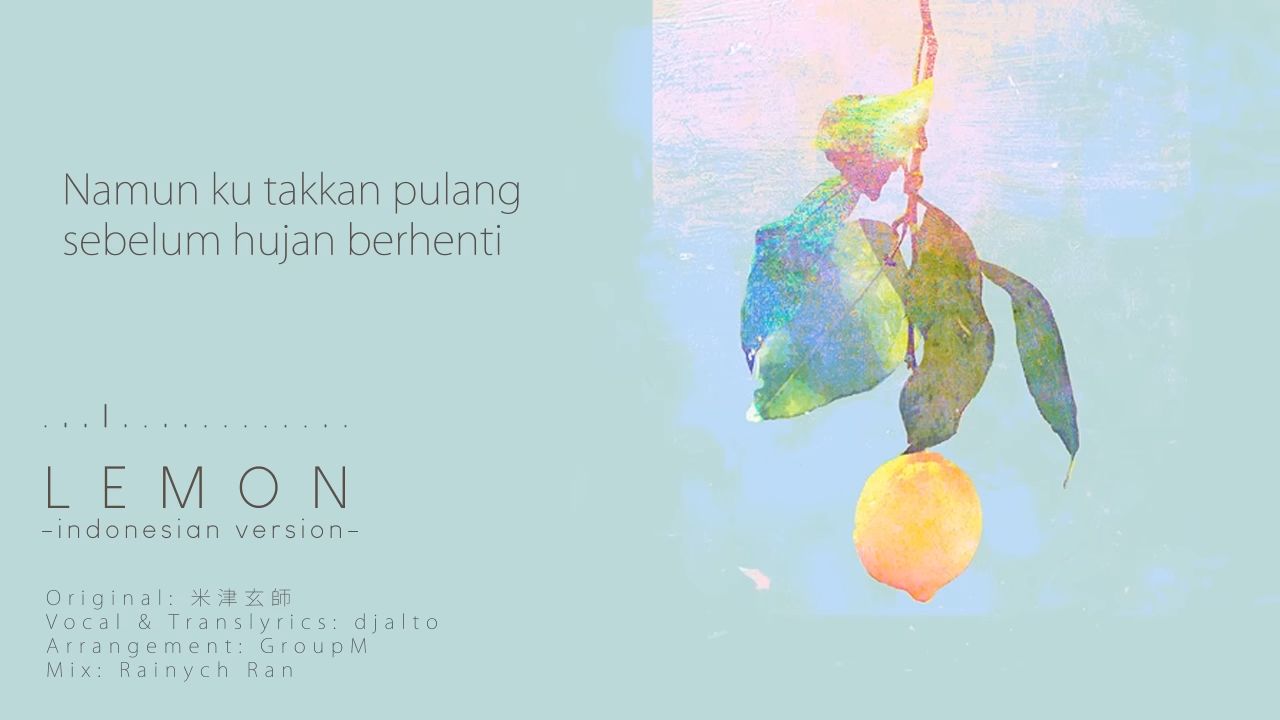 Namun ku takkan pulang
sebelum hujan berhenti
LEMON
-indonesian version-
Original: 米津玄師
Vocal & Translyrics: djalto
Arrangement: GroupM
Mix: Rainych Ran